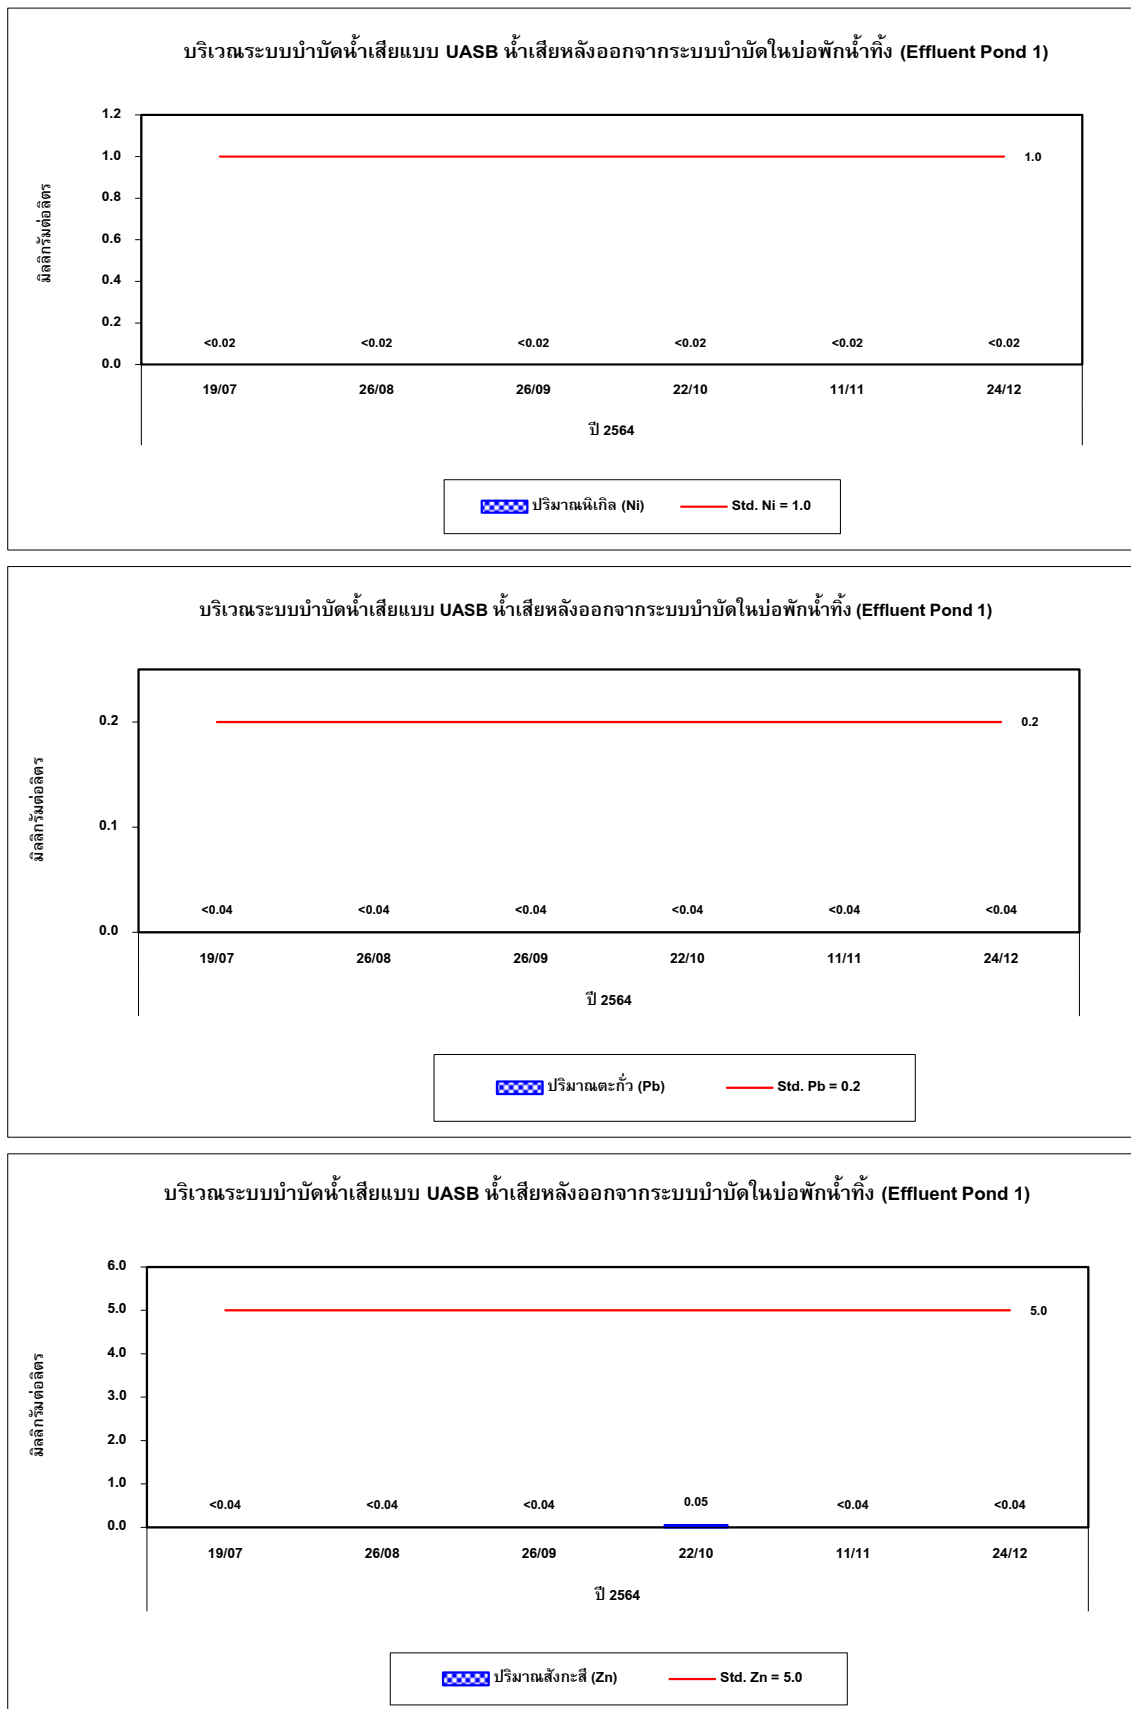 บริเวณระบบบำบัดน้ำเสียแบบ UASB น้ำเสียหลังออกจากระบบบำบัดในบ่อพักน้ำทิ้ง (Effluent Pond 1)
มิลลิกรัมต่อลิตร
1.2
1.0
0.8
0.6
0.4
0.2
0.0
1.0
<0.02 <0.02 <0.02 <0.02 <0.02 <0.02
19/07 26/08 26/09 22/10 11/11 24/12
ปี 2564
ปริมาณนิเกิล (Ni) Std. Ni = 1.0
บริเวณระบบบำบัดน้ำเสียแบบ UASB น้ำเสียหลังออกจากระบบบำบัดในบ่อพักน้ำทิ้ง (Effluent Pond 1)
มิลลิกรัมต่อลิตร
0.2
0.1
0.0
0.2
<0.04 <0.04 <0.04 <0.04 <0.04 <0.04
19/07 26/08 26/09 22/10 11/11 24/12
ปี 2564
ปริมาณตะกั่ว (Pb) Std. Pb = 0.2
บริเวณระบบบำบัดน้ำเสียแบบ UASB น้ำเสียหลังออกจากระบบบำบัดในบ่อพักน้ำทิ้ง (Effluent Pond 1)
มิลลิกรัมต่อลิตร
6.0
5.0
4.0
3.0
2.0
1.0
0.0
5.0
<0.04 <0.04 <0.04 0.05 <0.04 <0.04
19/07 26/08 26/09 22/10 11/11 24/12
ปี 2564
ปริมาณสังกะสี (Zn) Std. Zn = 5.0